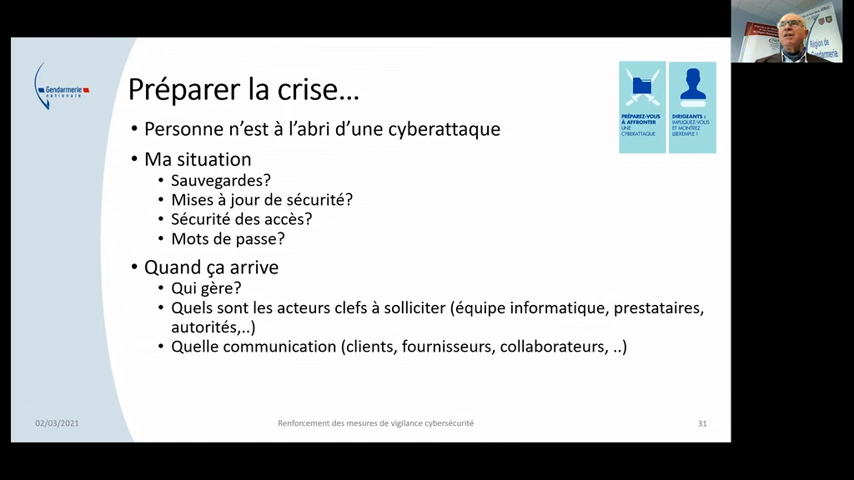 Gendarmerie
nationale
Préparer la crise...
PRÉPAREZ-VOUS
À AFFRONTER
UNE
CYBERATTAQUE
DIRIGEANTS :
IMPLIQUEZ-VOUS
ET MONTREZ
L'EXEMPLE !
• Personne n'est à l'abri d'une cyberattaque
• Ma situation
• Sauvegardes?
• Mises à jour de sécurité?
• Sécurité des accès?
• Mots de passe?
• Quand ça arrive
• Qui gère?
• Quels sont les acteurs clefs à solliciter (équipe informatique, prestataires,
autorités,..)
• Quelle communication (clients, fournisseurs, collaborateurs, ..)
02/03/2021
Renforcement des mesures de vigilance cybersécurité
31
Région de
Gendarmerie